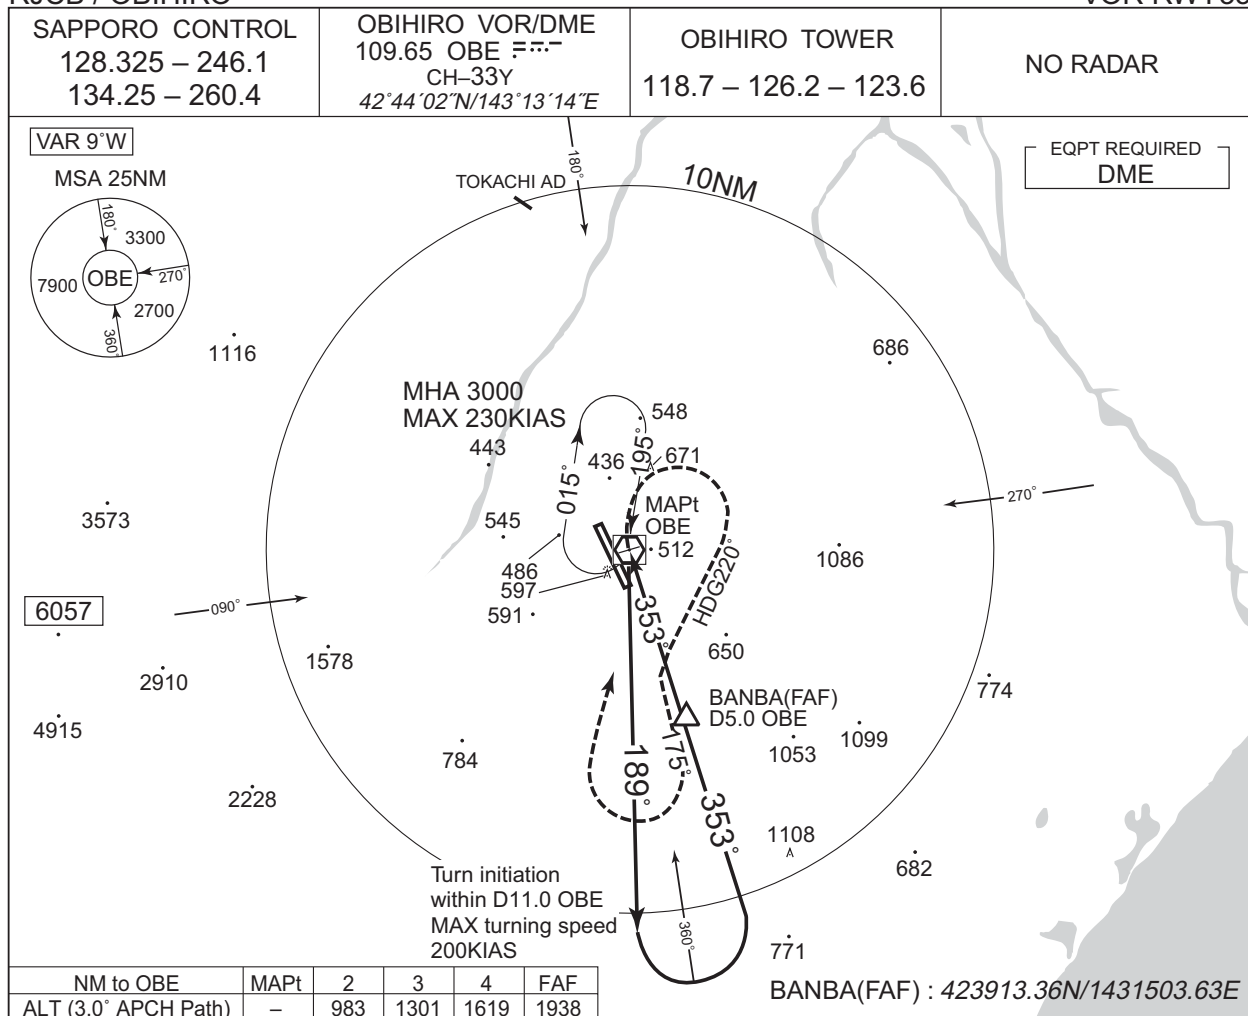 SAPPORO CONTROL
128.325 – 246.1
134.25 – 260.4
OBIHIRO VOR/DME
109.65 OBE
CH–33Y
42˚44´02˝N/143˚13´14˝E
OBIHIRO TOWER
118.7 – 126.2 – 123.6
NO RADAR
VAR 9˚W
MSA 25NM
180˚
3300
OBE
270˚
7900
2700
360˚
EQPT REQUIRED
DME
180˚
TOKACHI AD
10NM
1116
686
MHA 3000
MAX 230KIAS
548
443
436
195˚
671
015˚
3573
545
MAPt
OBE
512
270˚
486
597
591
1086
HDG220˚
6057
090˚
353˚
650
1578
2910
774
BANBA(FAF)
D5.0 OBE
4915
784
175˚
1053
1099
189˚
2228
353˚
1108
682
Turn initiation
within D11.0 OBE
MAX turning speed
200KIAS
360˚
771
NM to OBE MAPt 2 3 4 FAF
ALT (3.0˚ APCH Path) – 983 1301 1619 1938
BANBA(FAF) : 423913.36N/1431503.63E